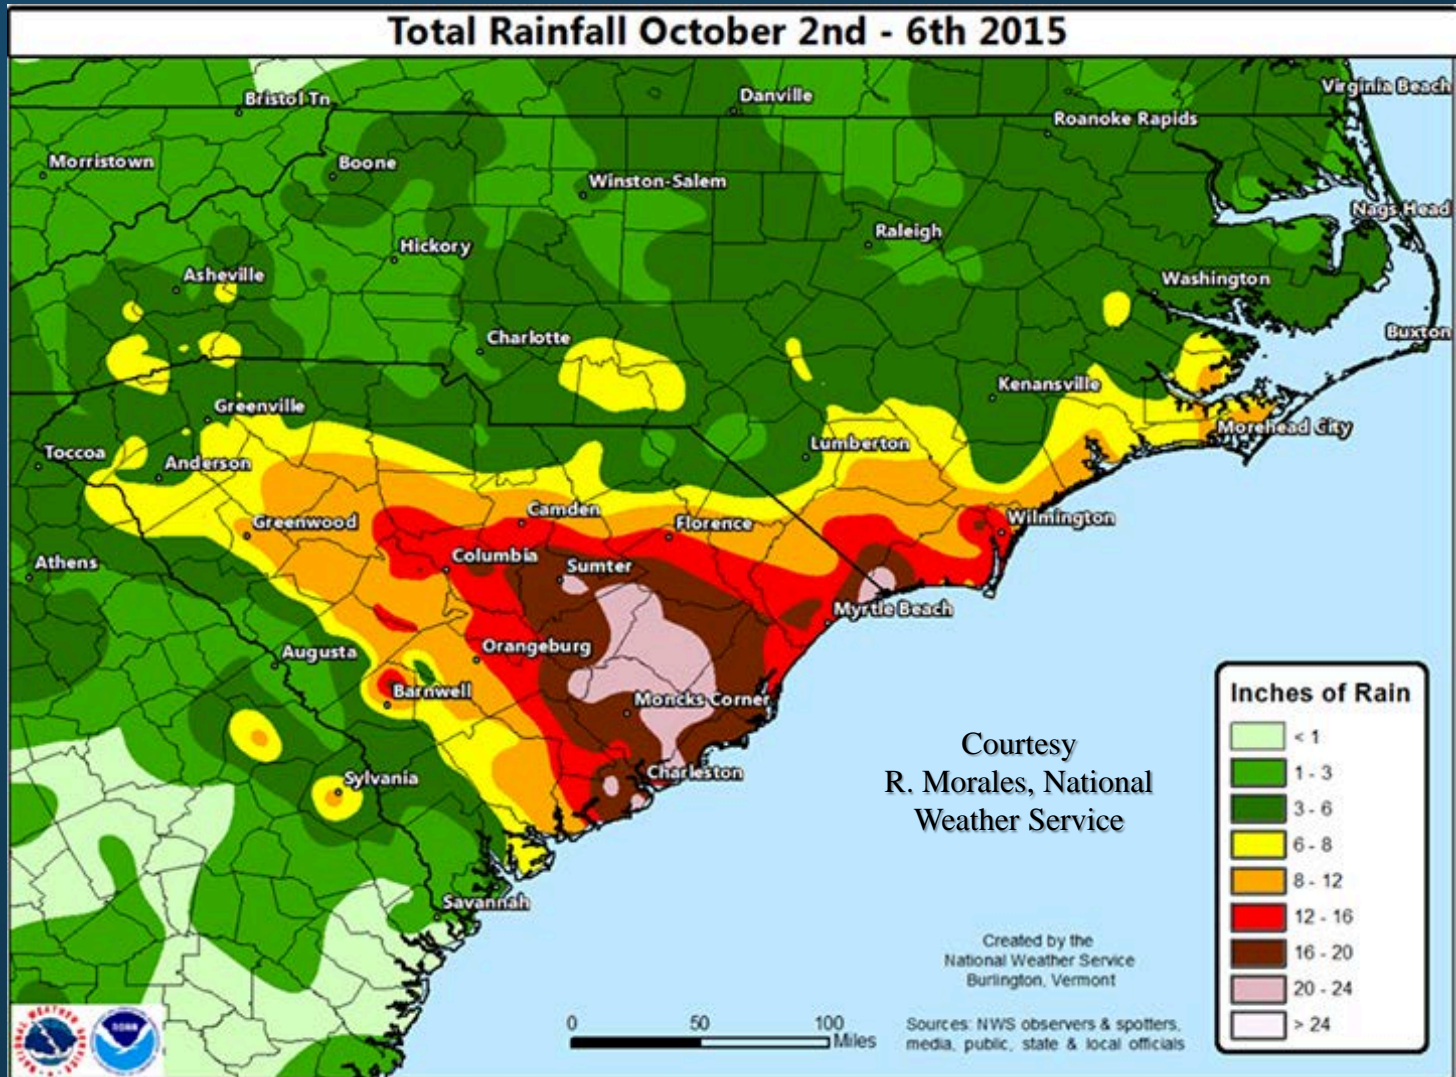 Total Rainfall October 2nd - 6th 2015
Virginia Beach
Bristol Tn
Danville
Roanoke Rapids
Morristown
Boone
Winston-Salem
Nags Head
Raleigh
Hickory
Asheville
Washington
Charlotte
Buxton
Kenansville
Greenville
Morehead City
Toccoa
Anderson
Lumberton
Camden
Greenwood
Florence
Wilmington
Athens
Columbia
Sumter
Myrtle Beach
Augusta
Orangeburg
Barnwell
Moncks Corner
Sylvania
Charleston
Savannah
Courtesy
R. Morales, National
Weather Service
Inches of Rain
< 1
1 - 3
3 - 6
6 - 8
8 - 12
12 - 16
16 - 20
20 - 24
> 24
Created by the
National Weather Service
Burlington, Vermont
0 50 100
Miles
Sources: NWS observers & spotters,
media, public, state & local officials
NATIONAL WEATHER SERVICE
NOAA